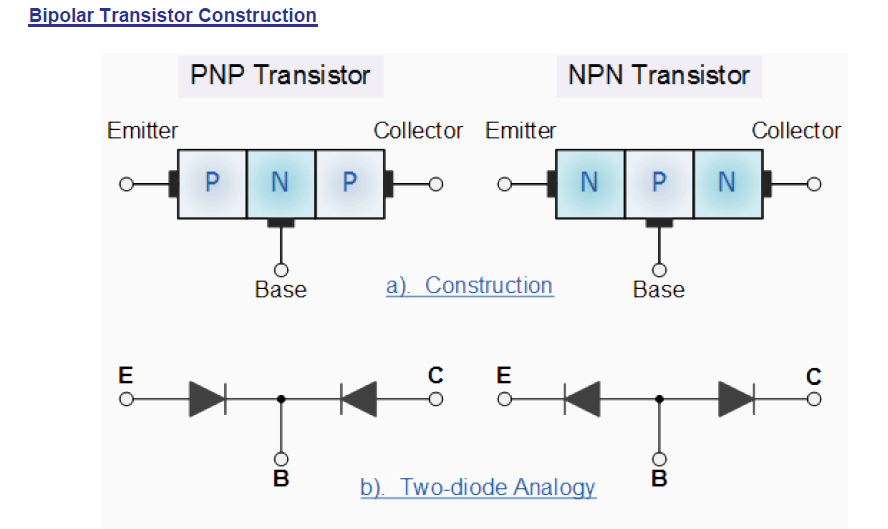 Bipolar Transistor Construction
PNP Transistor
NPN Transistor
Emitter
Collector
Emitter
Collector
P
N
P
N
P
N
Base
a). Construction
Base
E
C
E
C
B
b). Two-diode Analogy
B